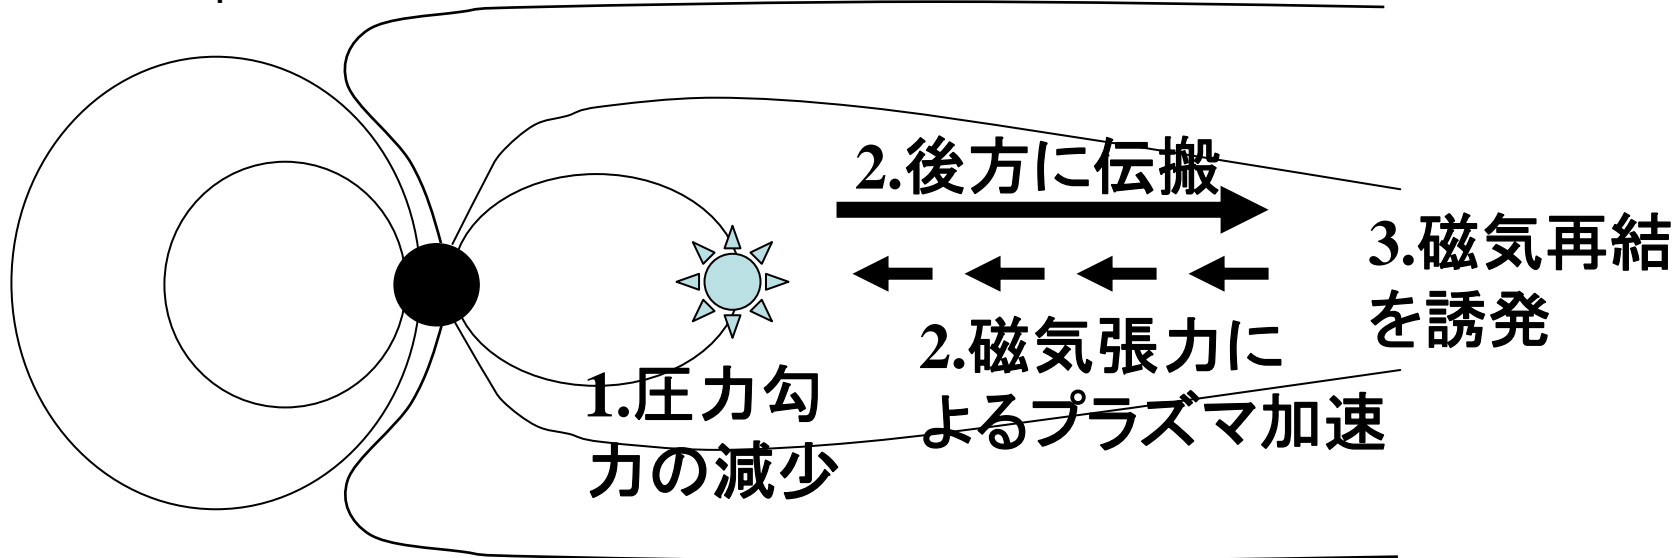 2.後方に伝搬
3.磁気再結
を誘発
2.磁気張力に
よるプラズマ加速
1.圧力勾
力の減少